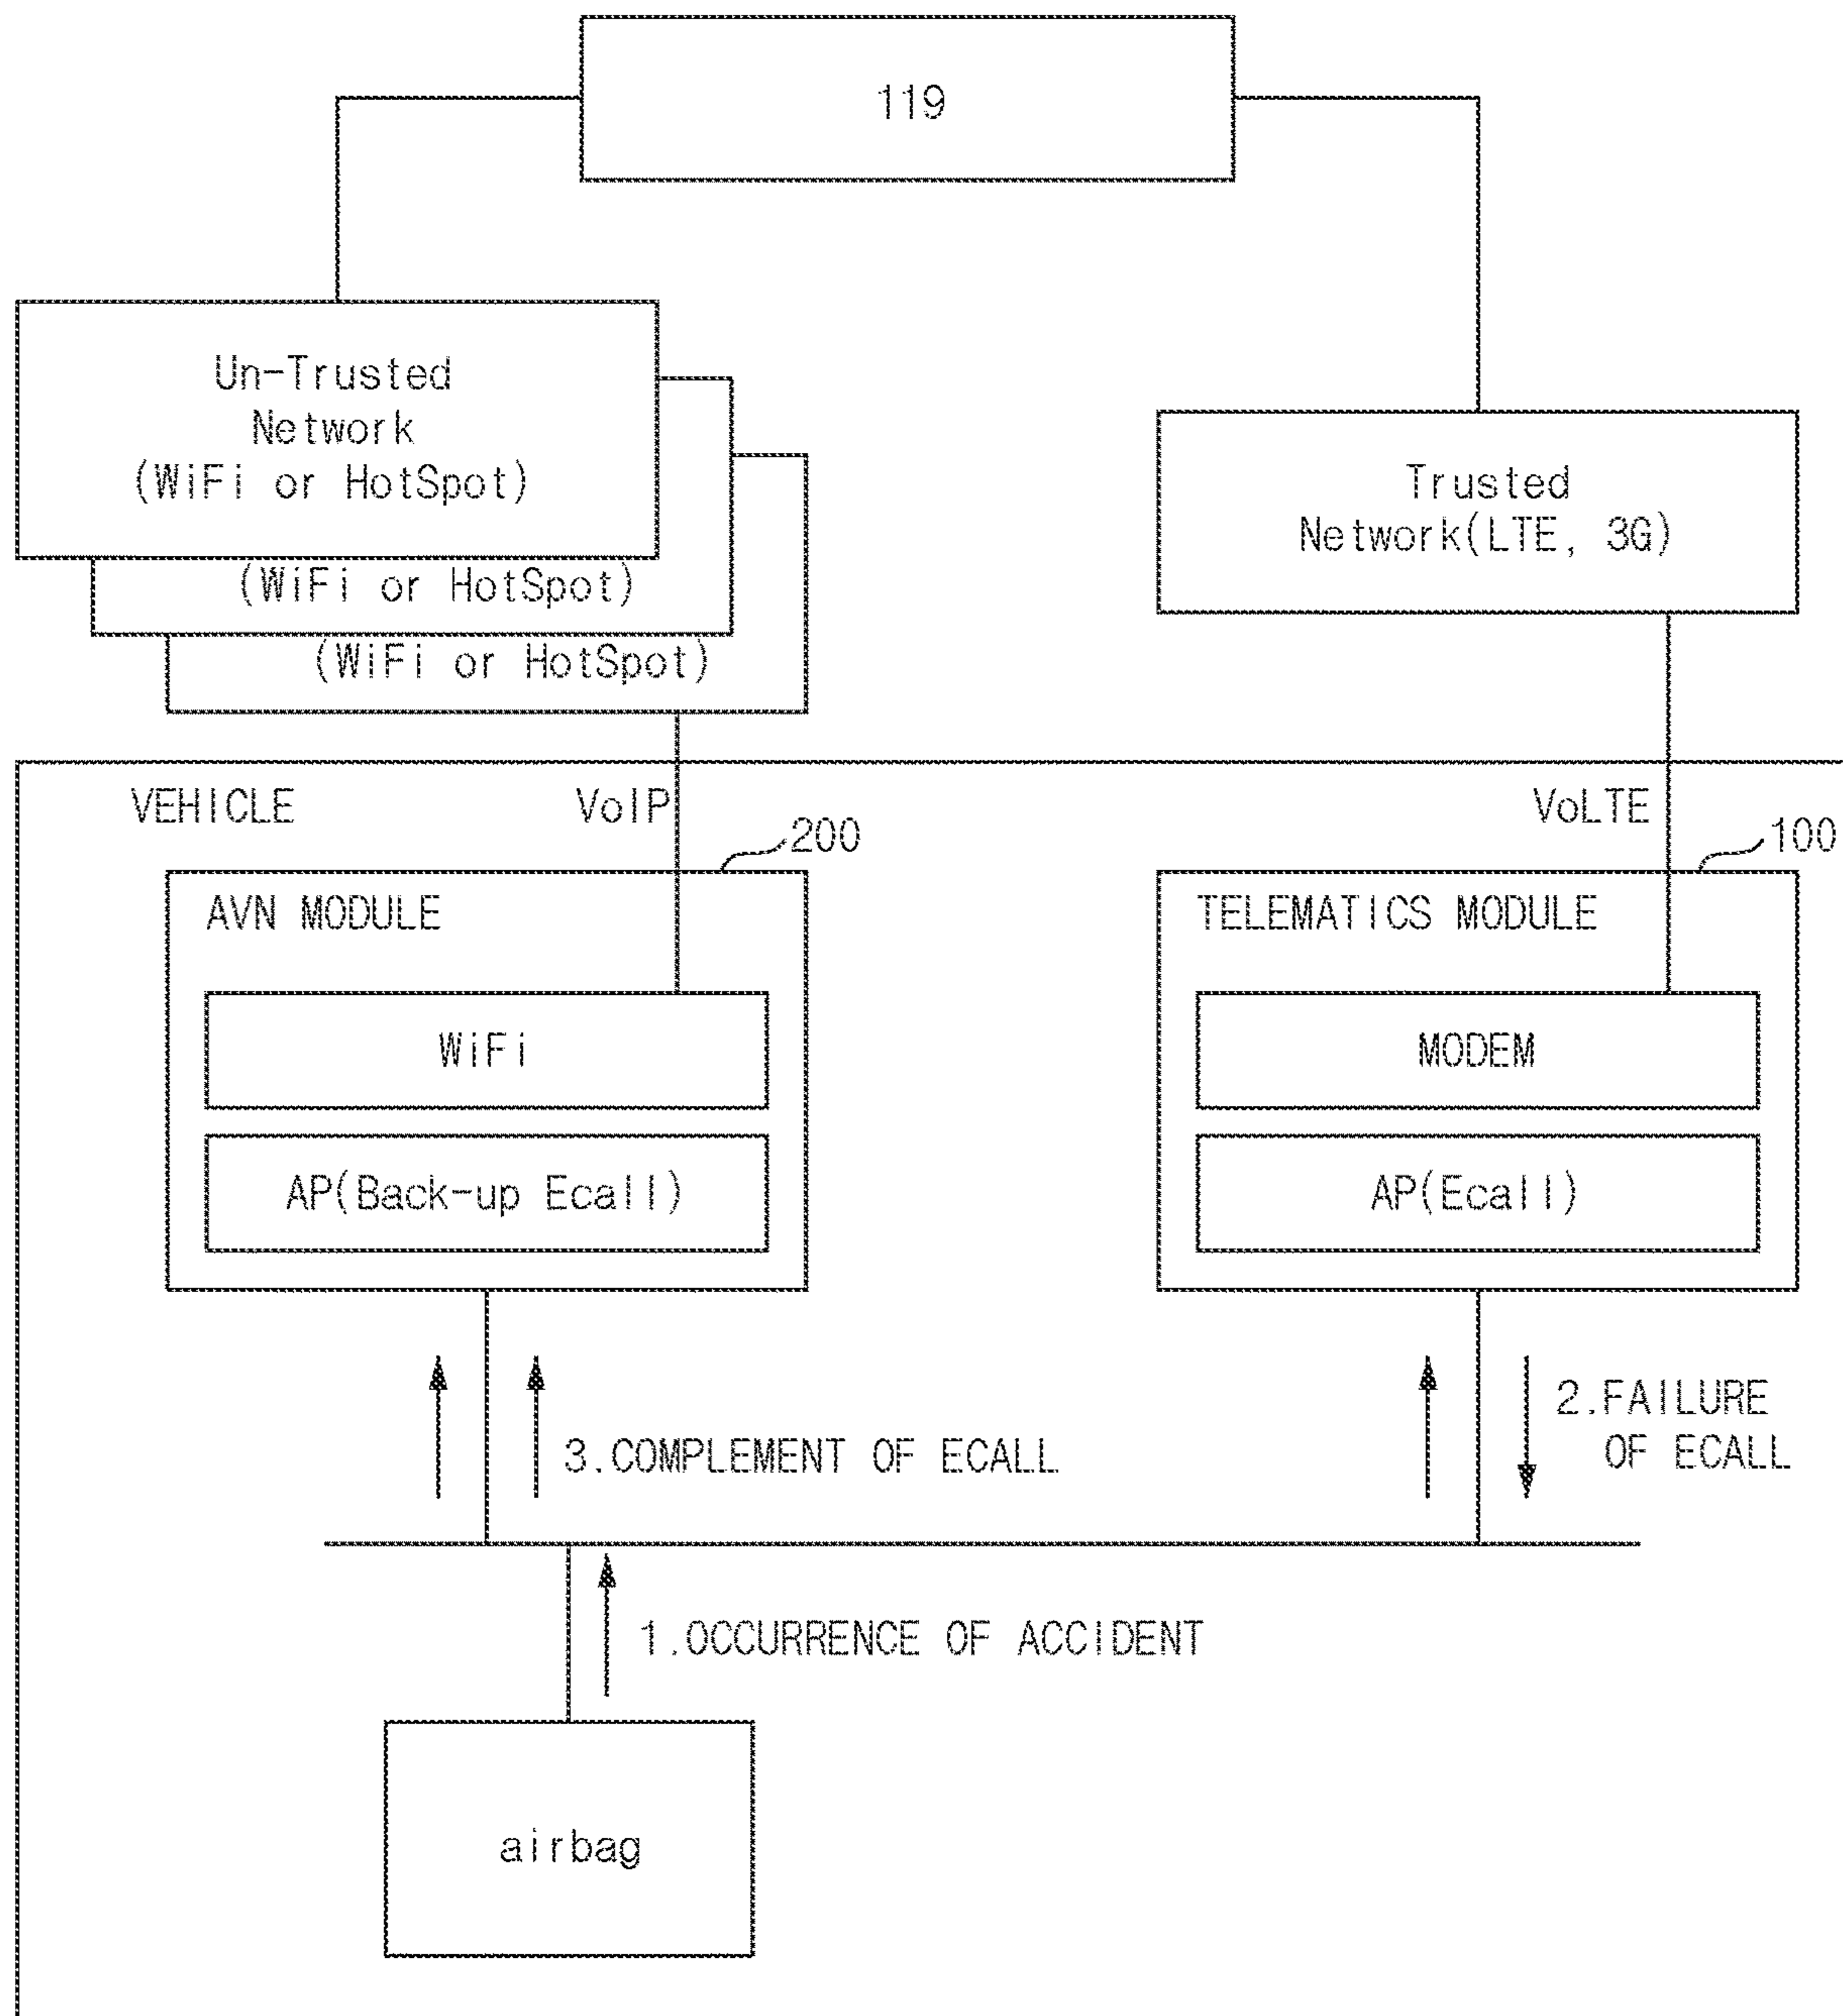 119
Un-Trusted
Network
(WiFi or HotSpot)
(WiFi or HotSpot)
(WiFi or HotSpot)
Trusted
Network(LTE, 3G)
VEHICLE
VoIP
VoLTE
200
100
AVN MODULE
TELEMATICS MODULE
WiFi
MODEM
AP(Back-up Ecall)
AP(Ecall)
2.FAILURE
OF ECALL
3.COMPLEMENT OF ECALL
1.OCCURRENCE OF ACCIDENT
airbag